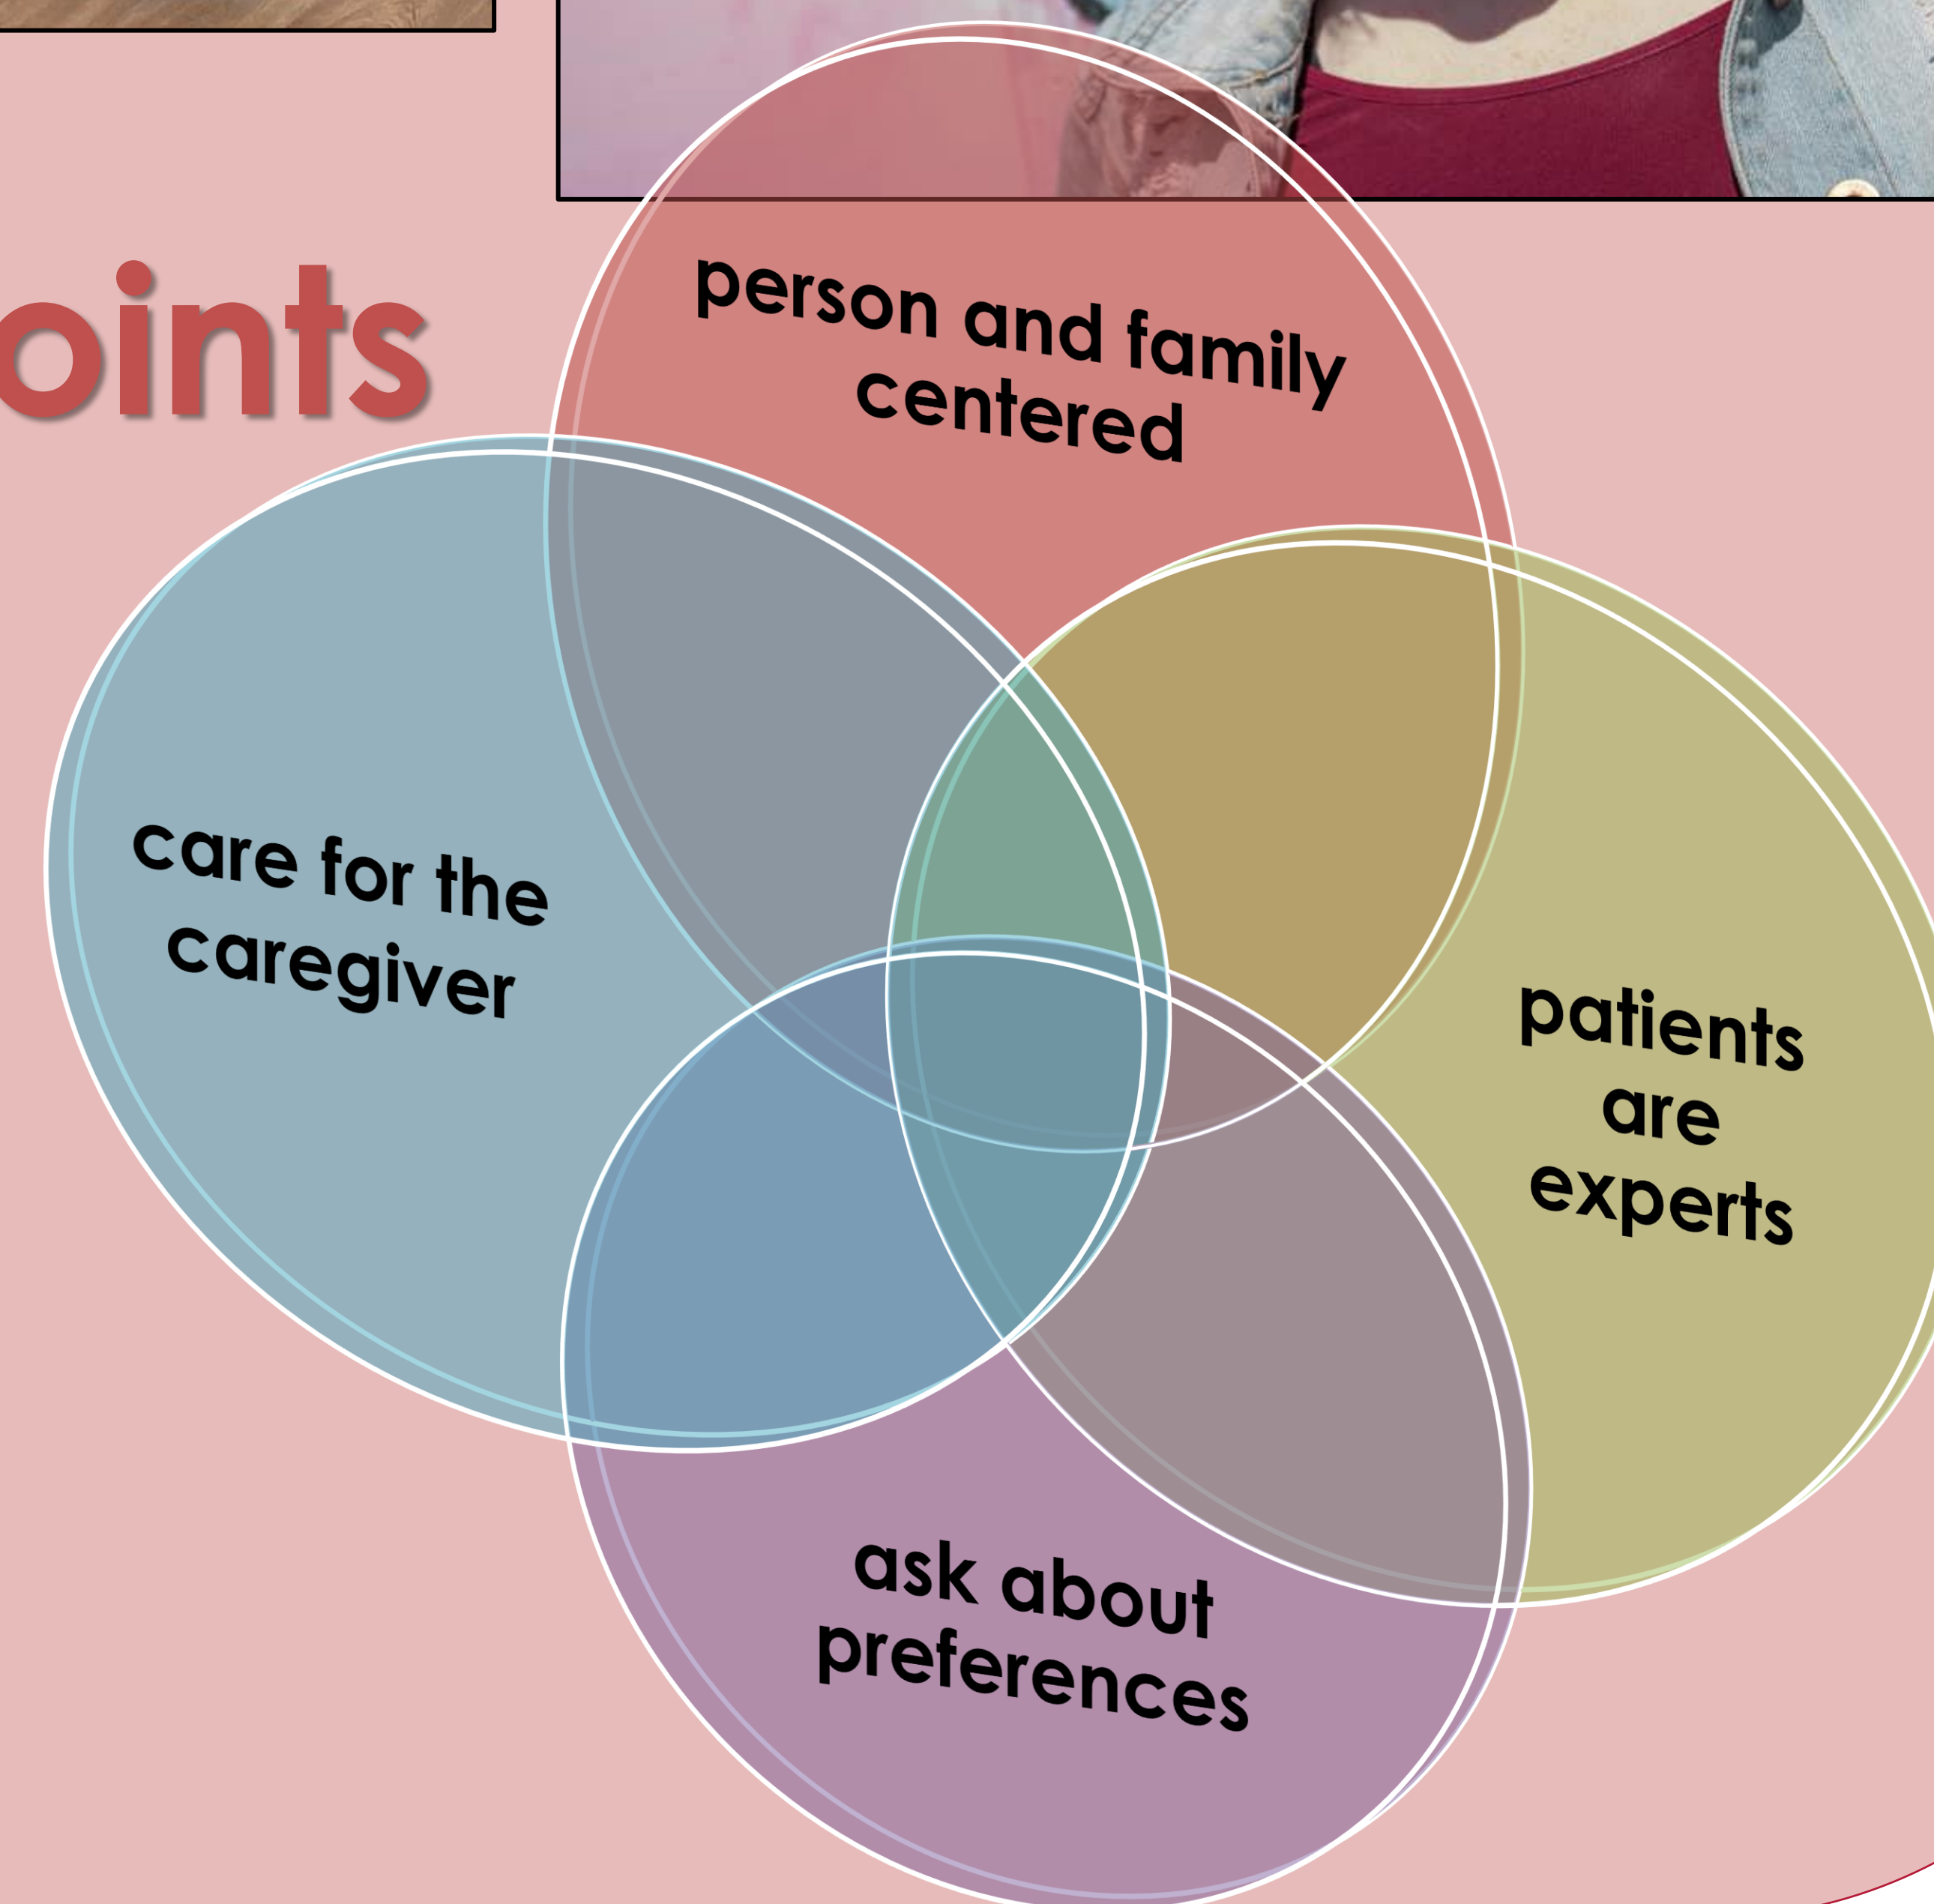 oints
person and family
centered
care for the
caregiver
patients
are
experts
ask about
preferences